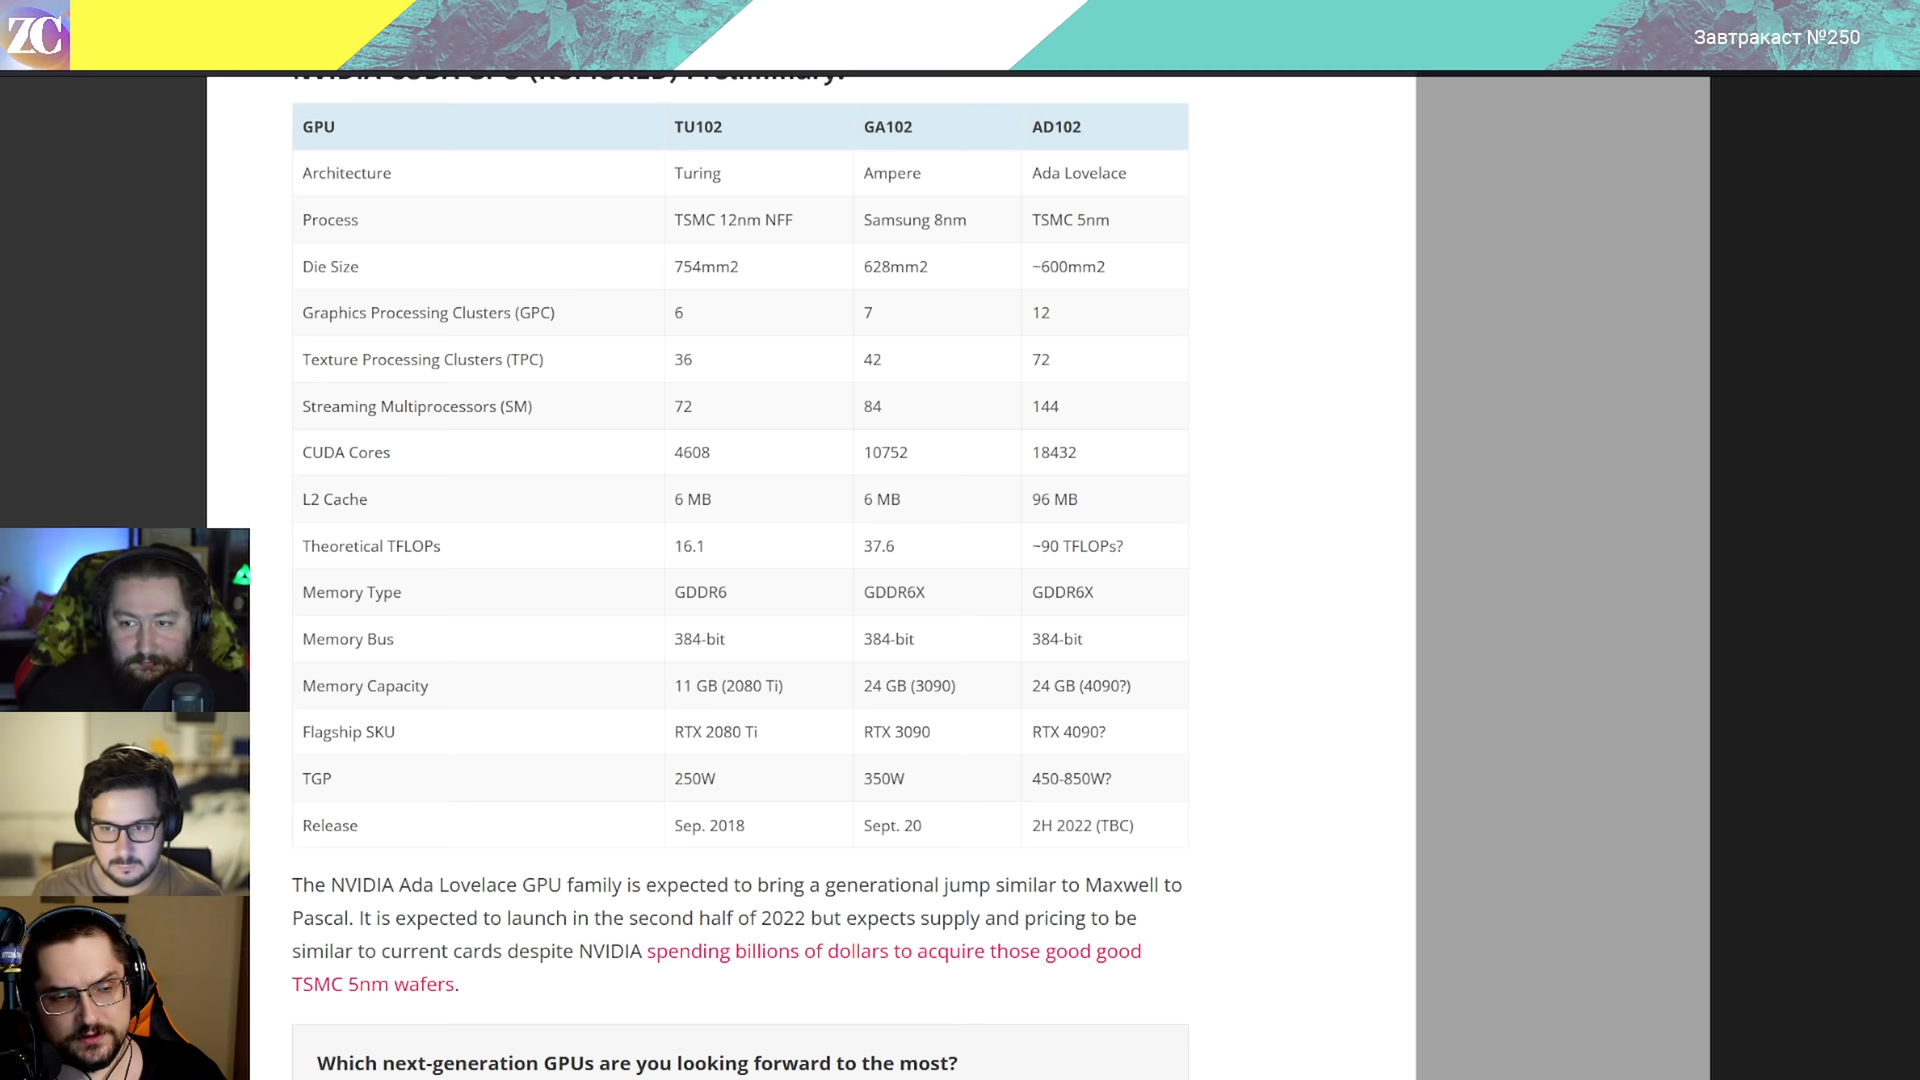 ZC
Завтракаст №250
NVIDIA CUDA GPU (RUMORED) Preliminary:
GPU TU102 GA102 AD102
Architecture Turing Ampere Ada Lovelace
Process TSMC 12nm NFF Samsung 8nm TSMC 5nm
Die Size 754mm2 628mm2 ~600mm2
Graphics Processing Clusters (GPC) 6 7 12
Texture Processing Clusters (TPC) 36 42 72
Streaming Multiprocessors (SM) 72 84 144
CUDA Cores 4608 10752 18432
L2 Cache 6 MB 6 MB 96 MB
Theoretical TFLOPs 16.1 37.6 ~90 TFLOPs?
Memory Type GDDR6 GDDR6X GDDR6X
Memory Bus 384-bit 384-bit 384-bit
Memory Capacity 11 GB (2080 Ti) 24 GB (3090) 24 GB (4090?)
Flagship SKU RTX 2080 Ti RTX 3090 RTX 4090?
TGP 250W 350W 450-850W?
Release Sep. 2018 Sept. 20 2H 2022 (TBC)
The NVIDIA Ada Lovelace GPU family is expected to bring a generational jump similar to Maxwell to
Pascal. It is expected to launch in the second half of 2022 but expects supply and pricing to be
similar to current cards despite NVIDIA spending billions of dollars to acquire those good good
TSMC 5nm wafers.
Which next-generation GPUs are you looking forward to the most?